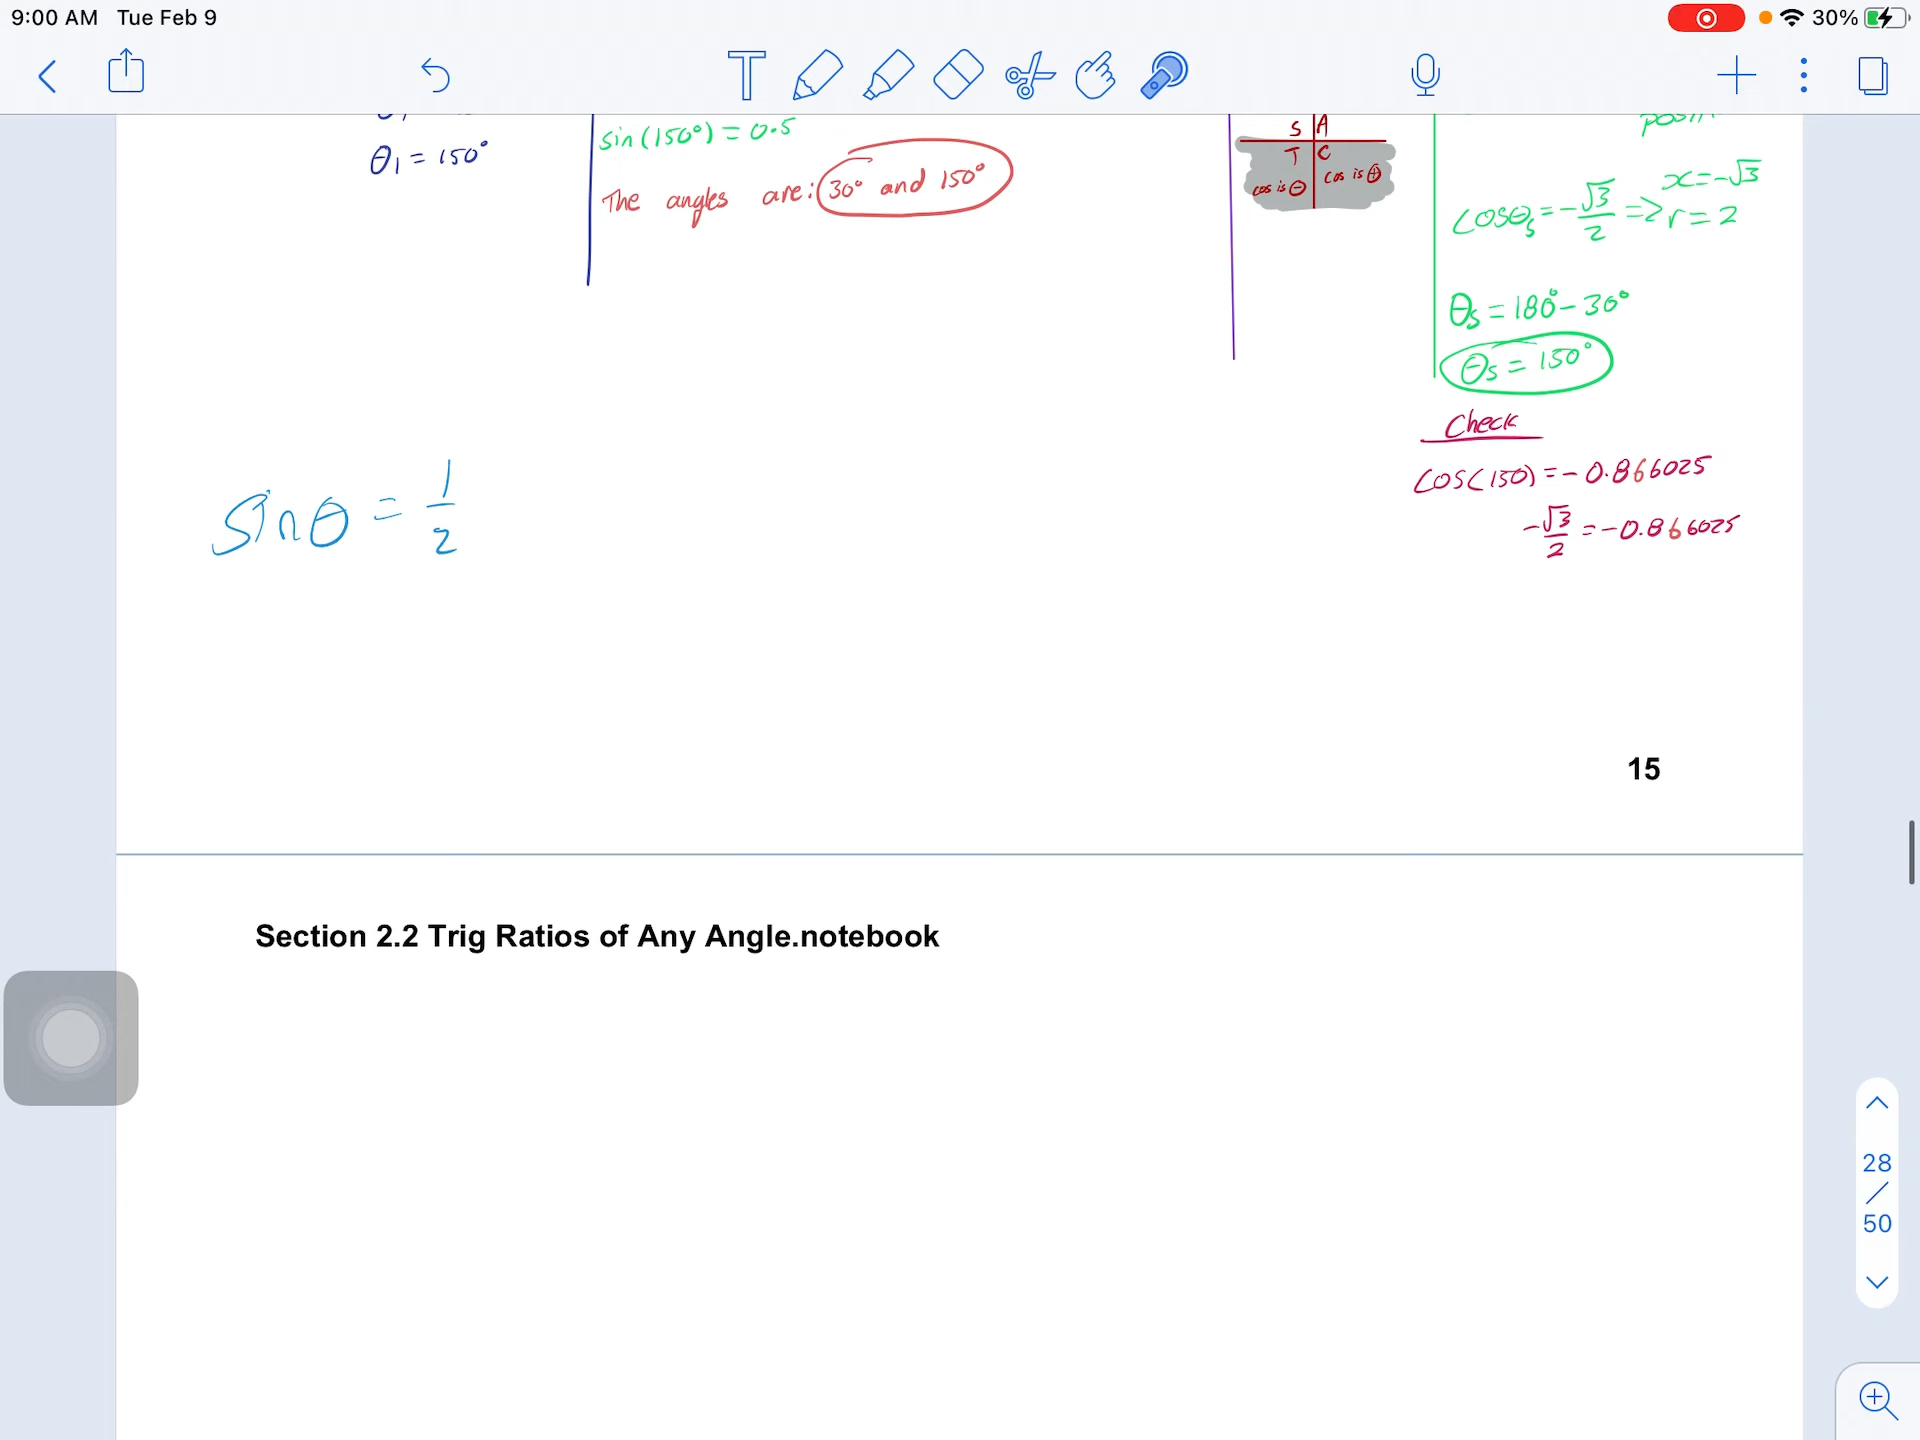 9:00 AM Tue Feb 9
30%
θ₁ = 150°
sin(150°) = 0.5
The angles are: 30° and 150°
S A
T C
cos is ⊖ cos is ⊕
x = -√3
cosθₛ = -√3/2 => r = 2
θₛ = 180° - 30°
θₛ = 150°
Check
cos(150) = -0.866025
-√3/2 = -0.866025
sinθ = 1/2
15
Section 2.2 Trig Ratios of Any Angle.notebook
28
/
50